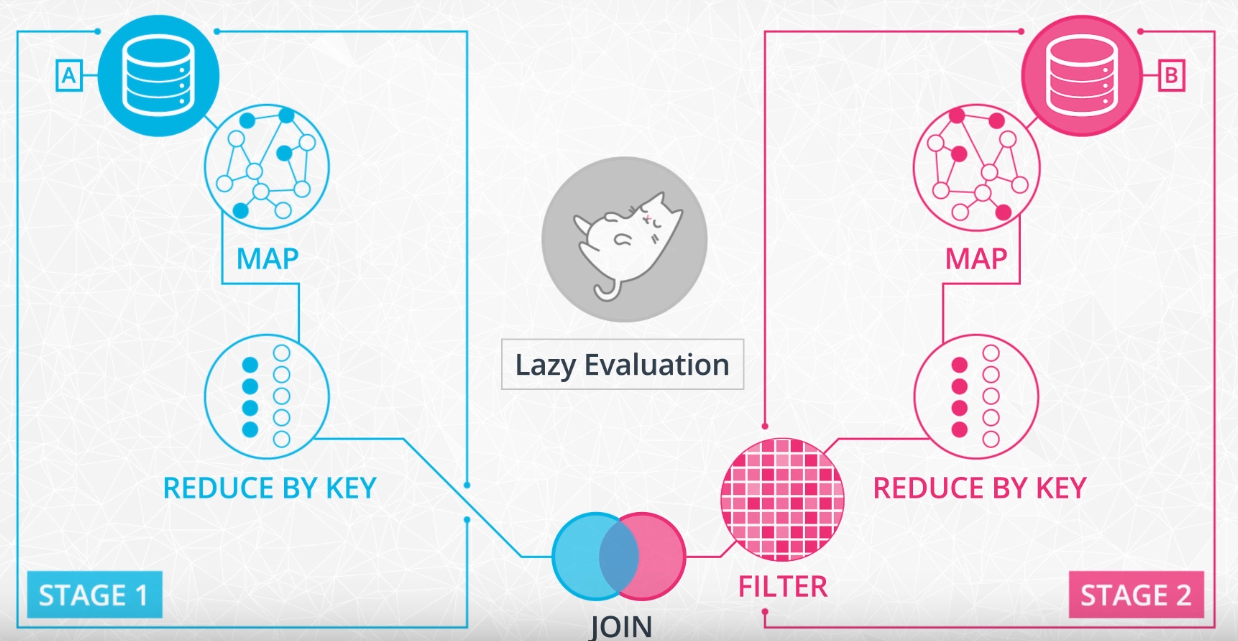 A
MAP
REDUCE BY KEY
STAGE 1
Lazy Evaluation
JOIN
B
MAP
REDUCE BY KEY
FILTER
STAGE 2